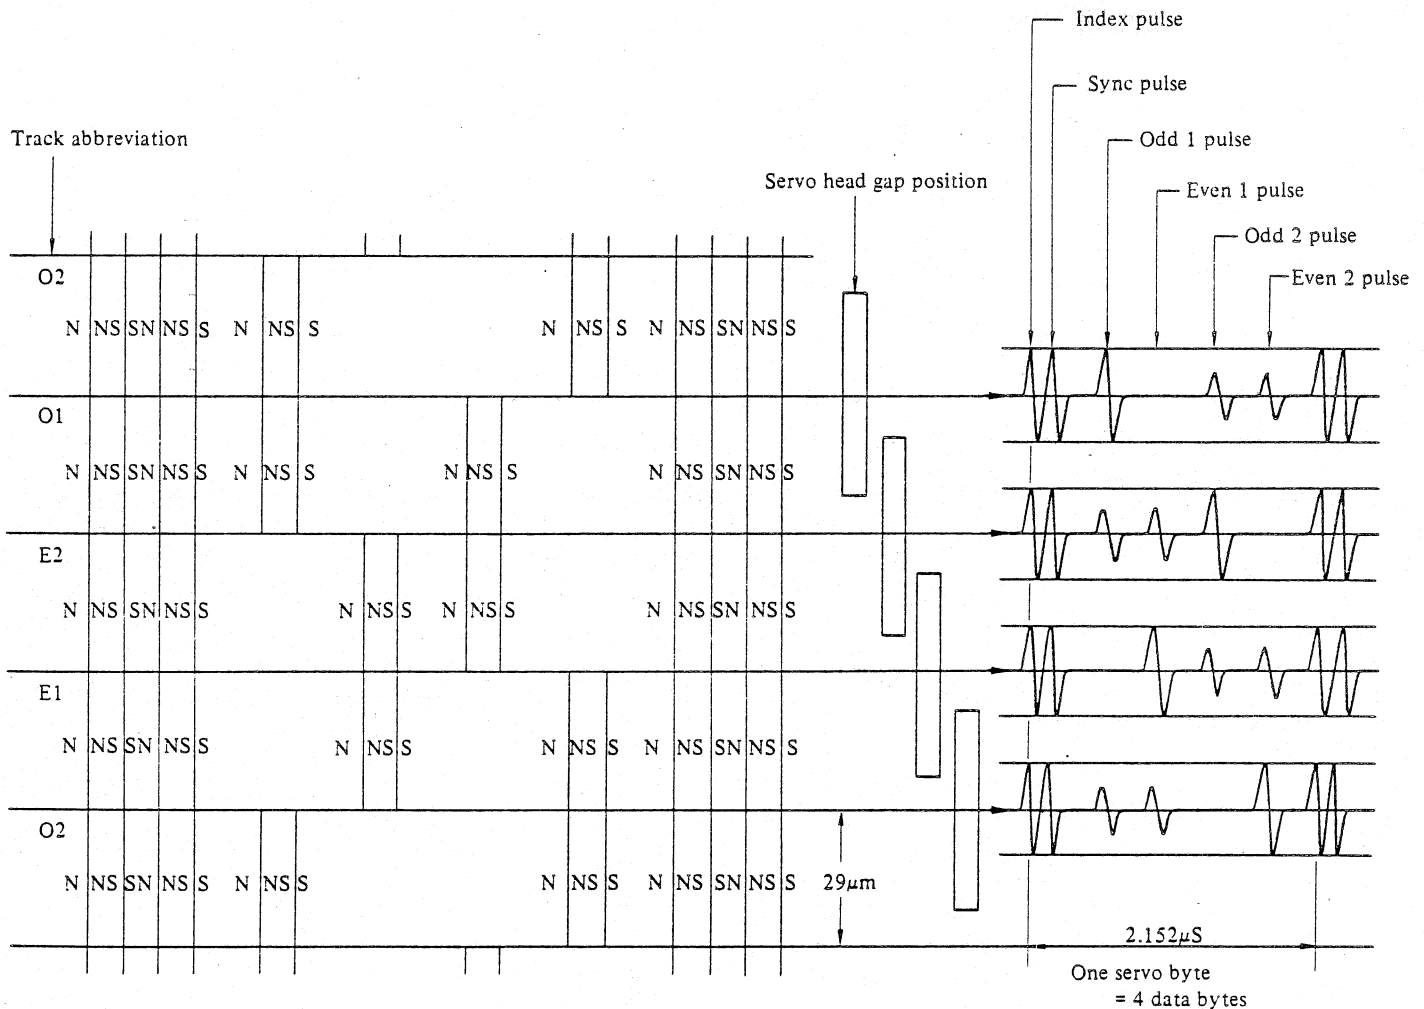 Index pulse
Sync pulse
Track abbreviation
Odd 1 pulse
Servo head gap position
Even 1 pulse
Odd 2 pulse
Even 2 pulse
O2
N NS SN NS S N NS S N NS S N NS SN NS S
O1
N NS SN NS S N NS S N NS S N NS SN NS S
E2
N NS SN NS S N NS S N NS S N NS SN NS S
E1
N NS SN NS S N NS S N NS S N NS SN NS S
O2
N NS SN NS S N NS S N NS S N NS SN NS S
29μm
2.152μS
One servo byte
= 4 data bytes